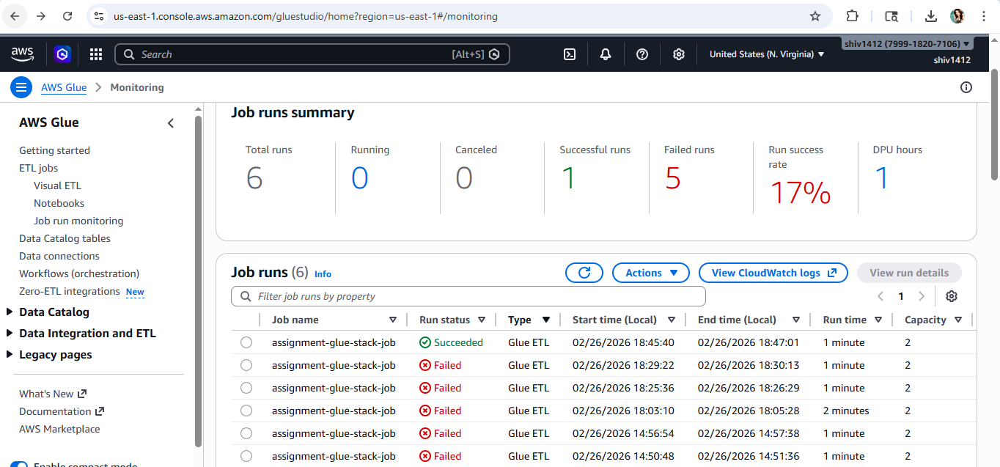 us-east-1.console.aws.amazon.com/gluestudio/home?region=us-east-1#/monitoring
aws
Search
[Alt+S]
United States (N. Virginia)
shiv1412 (7999-1820-7106)
shiv1412
AWS Glue
Monitoring
AWS Glue
Getting started
ETL jobs
Visual ETL
Notebooks
Job run monitoring
Data Catalog tables
Data connections
Workflows (orchestration)
Zero-ETL integrations New
Data Catalog
Data Integration and ETL
Legacy pages
What's New
Documentation
AWS Marketplace
Enable compact mode
Job runs summary
Total runs
6
Running
0
Canceled
0
Successful runs
1
Failed runs
5
Run success
rate
17%
DPU hours
1
Job runs (6) Info
Actions
View CloudWatch logs
View run details
Filter job runs by property
1
Job name Run status Type Start time (Local) End time (Local) Run time Capacity
assignment-glue-stack-job Succeeded Glue ETL 02/26/2026 18:45:40 02/26/2026 18:47:01 1 minute 2
assignment-glue-stack-job Failed Glue ETL 02/26/2026 18:29:22 02/26/2026 18:30:13 1 minute 2
assignment-glue-stack-job Failed Glue ETL 02/26/2026 18:25:36 02/26/2026 18:26:29 1 minute 2
assignment-glue-stack-job Failed Glue ETL 02/26/2026 18:03:10 02/26/2026 18:05:28 2 minutes 2
assignment-glue-stack-job Failed Glue ETL 02/26/2026 14:56:54 02/26/2026 14:57:38 1 minute 2
assignment-glue-stack-job Failed Glue ETL 02/26/2026 14:50:48 02/26/2026 14:51:36 1 minute 2